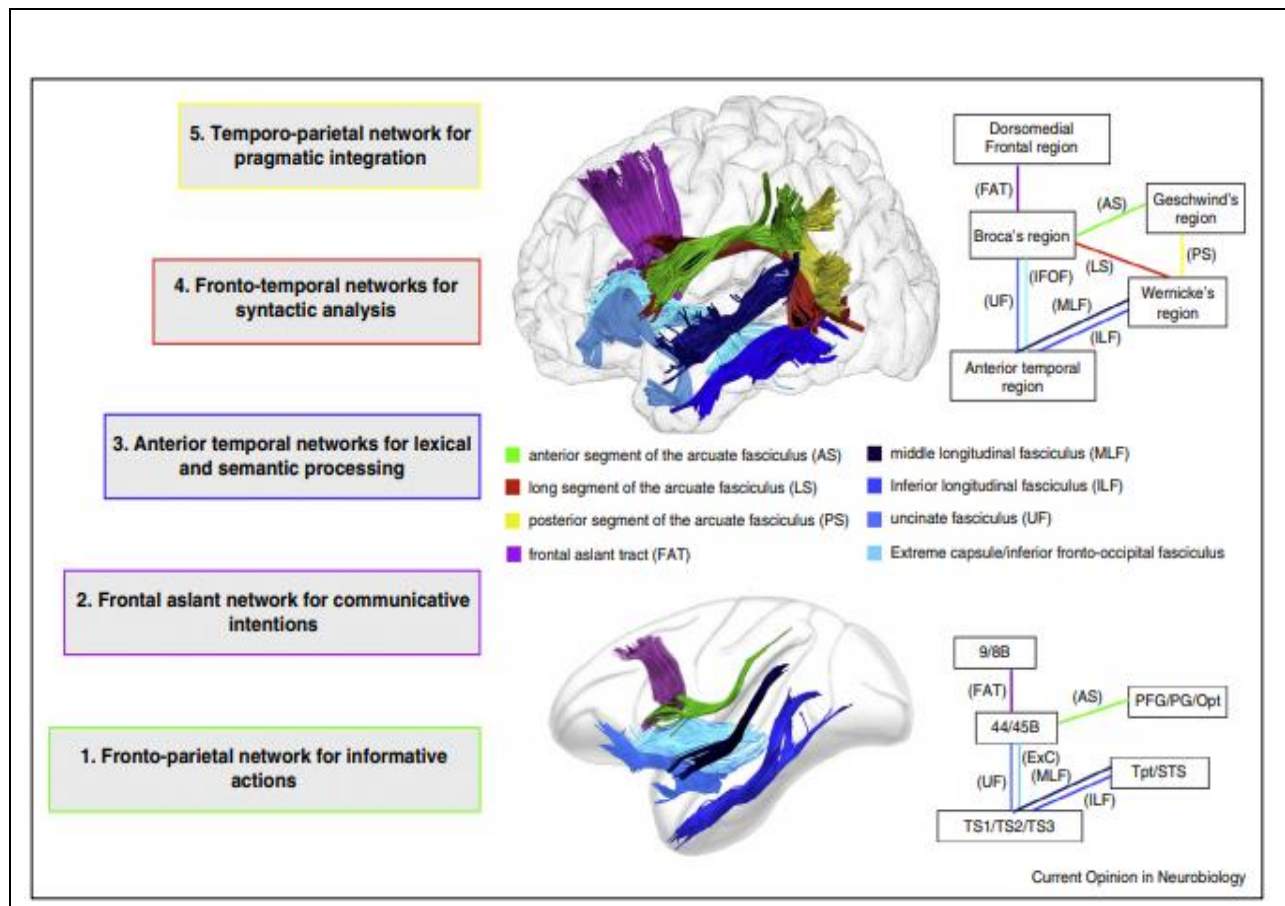 5. Temporo-parietal network for
pragmatic integration
4. Fronto-temporal networks for
syntactic analysis
3. Anterior temporal networks for lexical
and semantic processing
2. Frontal aslant network for communicative
intentions
1. Fronto-parietal network for informative
actions
Dorsomedial
Frontal region
(FAT)
(AS)
Geschwind's
region
Broca's region
(LS)
(PS)
(IFOF)
(UF)
(MLF)
Wernicke's
region
(ILF)
Anterior temporal
region
anterior segment of the arcuate fasciculus (AS)
long segment of the arcuate fasciculus (LS)
posterior segment of the arcuate fasciculus (PS)
frontal aslant tract (FAT)
middle longitudinal fasciculus (MLF)
Inferior longitudinal fasciculus (ILF)
uncinate fasciculus (UF)
Extreme capsule/inferior fronto-occipital fasciculus
9/8B
(FAT)
(AS)
PFG/PG/Opt
44/45B
(ExC)
(MLF)
(UF)
Tpt/STS
(ILF)
TS1/TS2/TS3
Current Opinion in Neurobiology